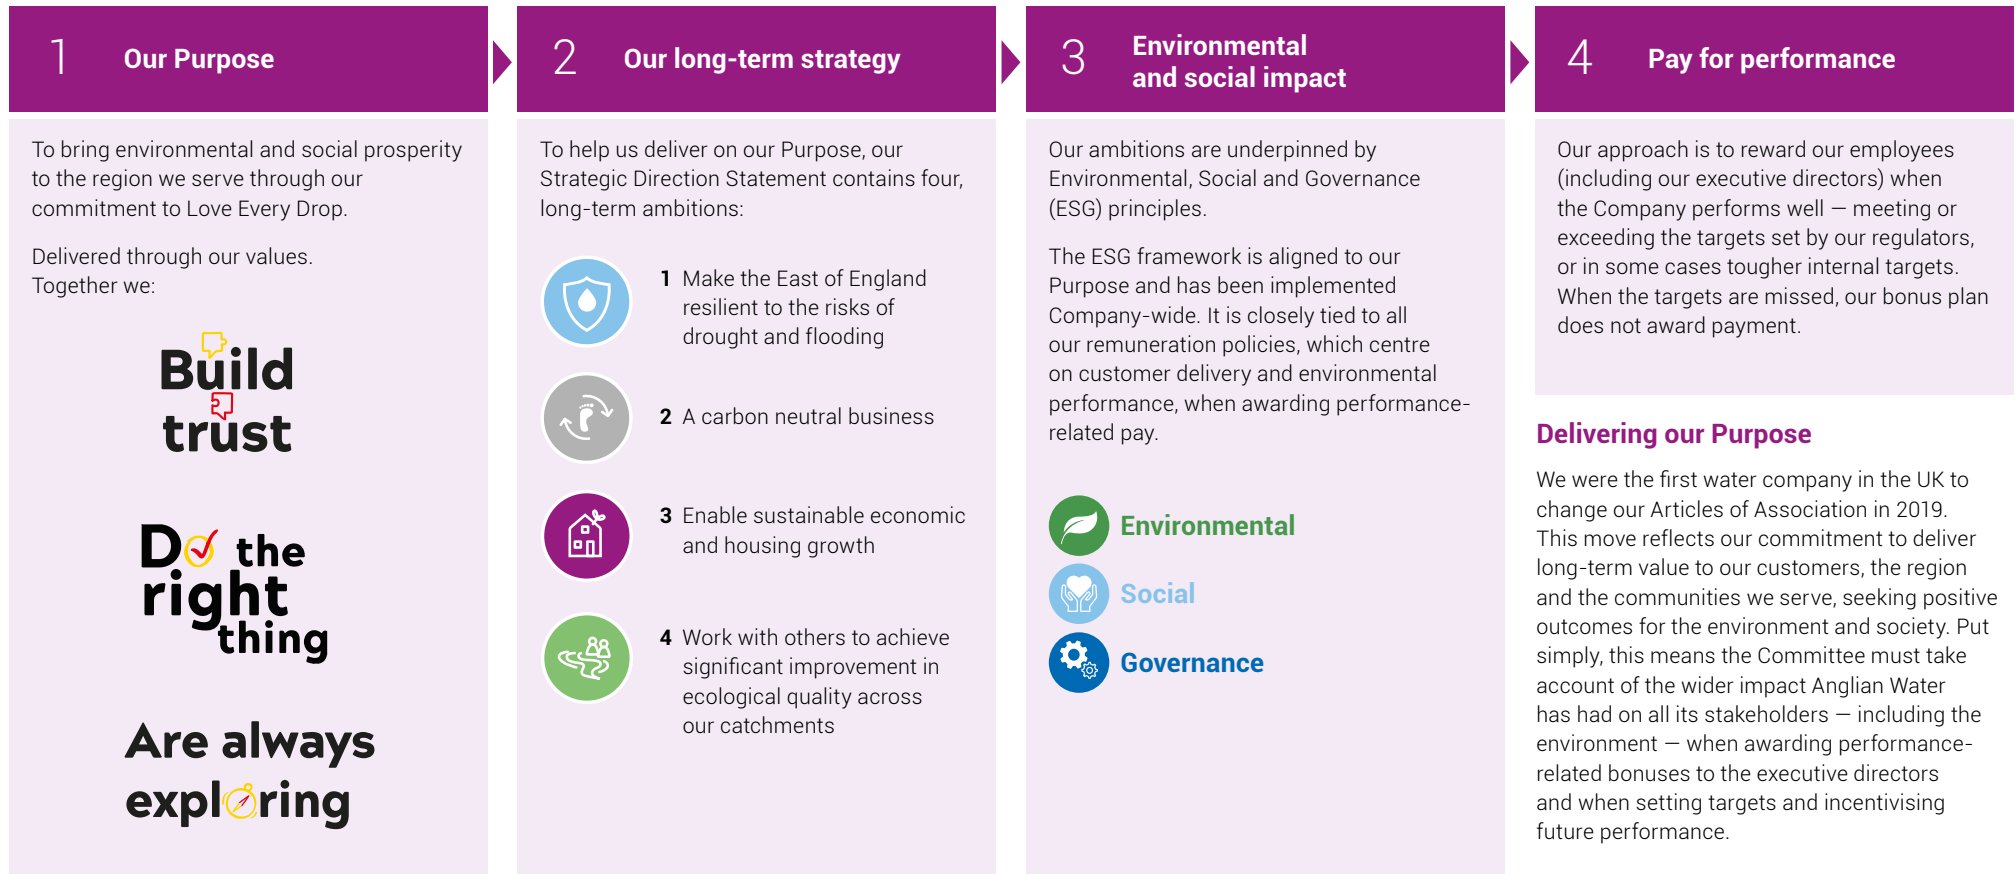 1 Our Purpose
To bring environmental and social prosperity
to the region we serve through our
commitment to Love Every Drop.
Delivered through our values.
Together we:
Build
trust
Do the
right
thing
Are always
exploring
2 Our long-term strategy
To help us deliver on our Purpose, our
Strategic Direction Statement contains four,
long-term ambitions:
1 Make the East of England
resilient to the risks of
drought and flooding
2 A carbon neutral business
3 Enable sustainable economic
and housing growth
4 Work with others to achieve
significant improvement in
ecological quality across
our catchments
3 Environmental
and social impact
Our ambitions are underpinned by
Environmental, Social and Governance
(ESG) principles.
The ESG framework is aligned to our
Purpose and has been implemented
Company-wide. It is closely tied to all
our remuneration policies, which centre
on customer delivery and environmental
performance, when awarding performance-
related pay.
Environmental
Social
Governance
4 Pay for performance
Our approach is to reward our employees
(including our executive directors) when
the Company performs well — meeting or
exceeding the targets set by our regulators,
or in some cases tougher internal targets.
When the targets are missed, our bonus plan
does not award payment.
Delivering our Purpose
We were the first water company in the UK to
change our Articles of Association in 2019.
This move reflects our commitment to deliver
long-term value to our customers, the region
and the communities we serve, seeking positive
outcomes for the environment and society. Put
simply, this means the Committee must take
account of the wider impact Anglian Water
has had on all its stakeholders — including the
environment — when awarding performance-
related bonuses to the executive directors
and when setting targets and incentivising
future performance.